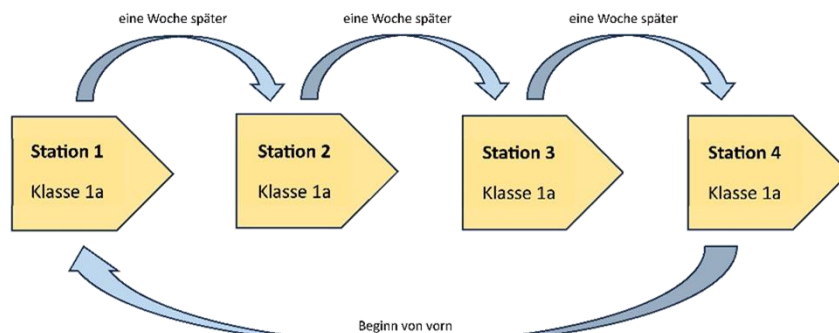 eine Woche später
eine Woche später
eine Woche später
Station 1
Klasse 1a
Station 2
Klasse 1a
Station 3
Klasse 1a
Station 4
Klasse 1a
Beginn von vorn